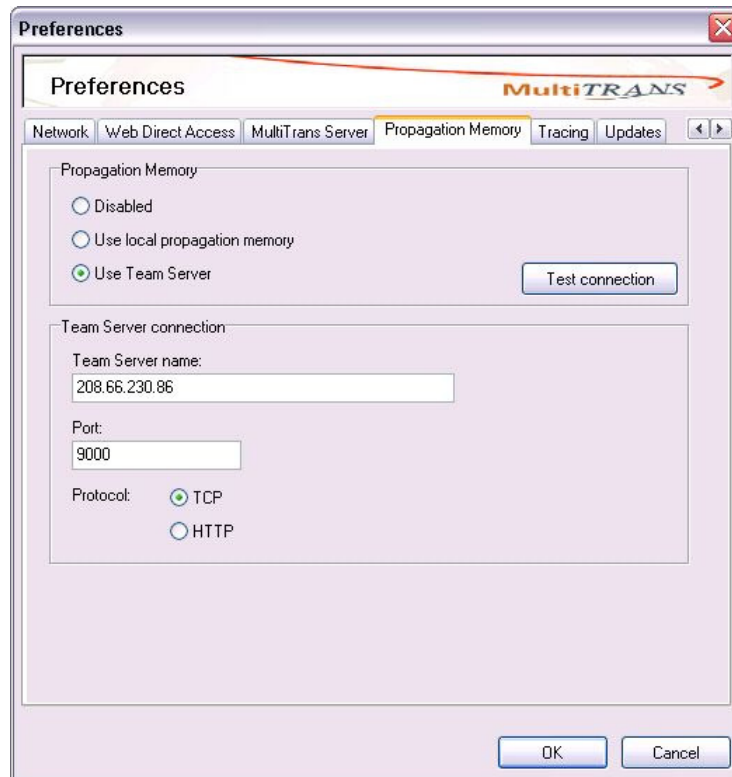 Preferences
Preferences MultiTRANS
Network Web Direct Access MultiTrans Server Propagation Memory Tracing Updates
Propagation Memory
Disabled
Use local propagation memory
Use Team Server
Test connection
Team Server connection
Team Server name:
208.66.230.86
Port:
9000
Protocol: TCP
HTTP
OK Cancel